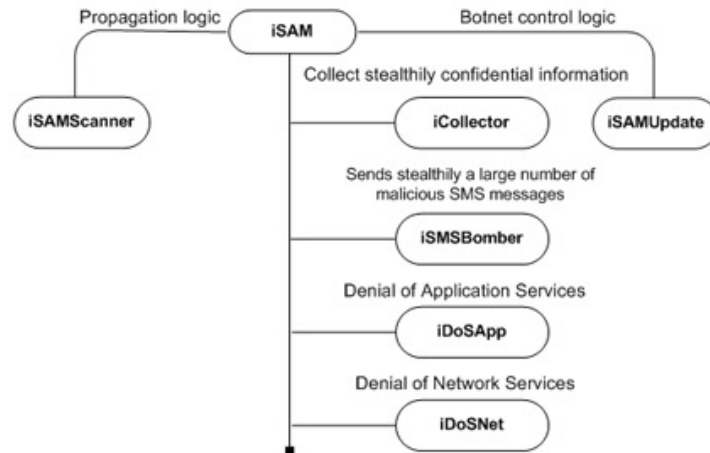 Propagation logic
iSAM
Botnet control logic
Collect stealthily confidential information
iSAMScanner
iCollector
iSAMUpdate
Sends stealthily a large number of
malicious SMS messages
iSMSBomber
Denial of Application Services
iDoSApp
Denial of Network Services
iDoSNet